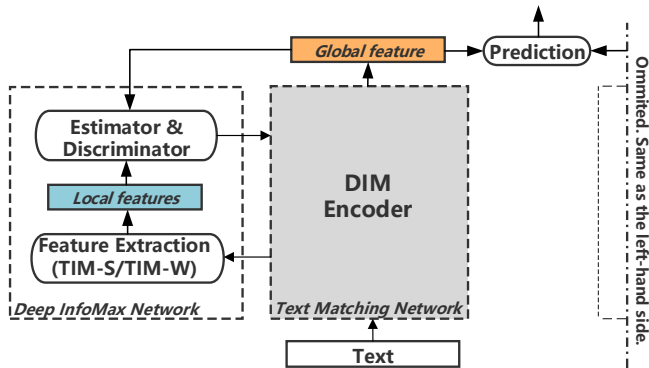 Global feature
Prediction
Estimator &
Discriminator
Local features
Feature Extraction
(TIM-S/TIM-W)
Deep InfoMax Network
DIM
Encoder
Text Matching Network
Text
Ommited. Same as the left-hand side.